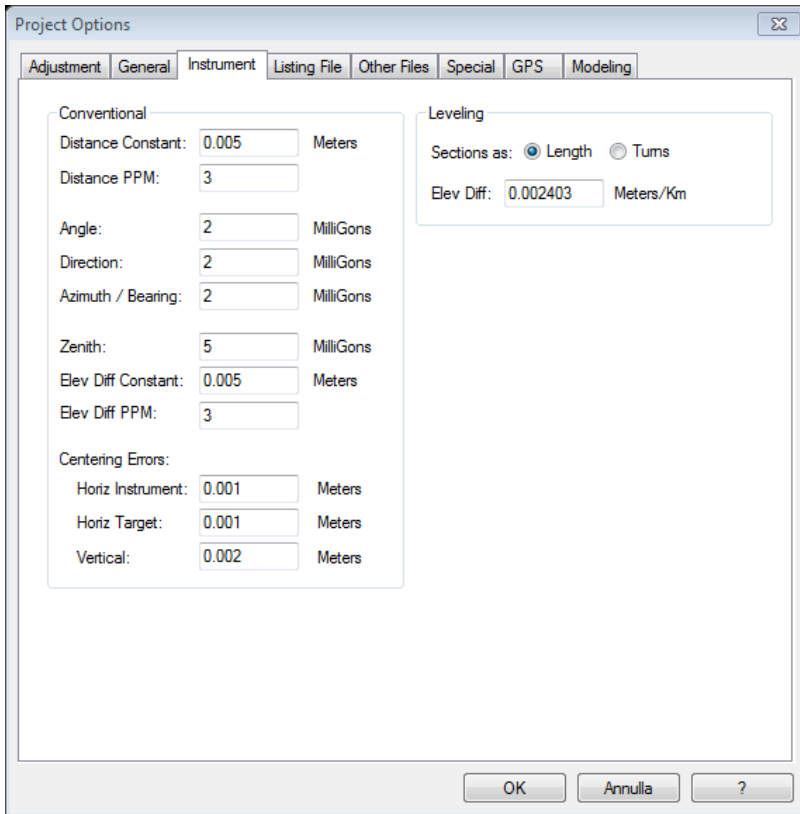 Project Options
Adjustment General Instrument Listing File Other Files Special GPS Modeling
Conventional
Distance Constant: 0.005 Meters
Distance PPM: 3
Angle: 2 MilliGons
Direction: 2 MilliGons
Azimuth / Bearing: 2 MilliGons
Zenith: 5 MilliGons
Elev Diff Constant: 0.005 Meters
Elev Diff PPM: 3
Centering Errors:
Horiz Instrument: 0.001 Meters
Horiz Target: 0.001 Meters
Vertical: 0.002 Meters
Leveling
Sections as: Length Turns
Elev Diff: 0.002403 Meters/Km
OK Annulla ?